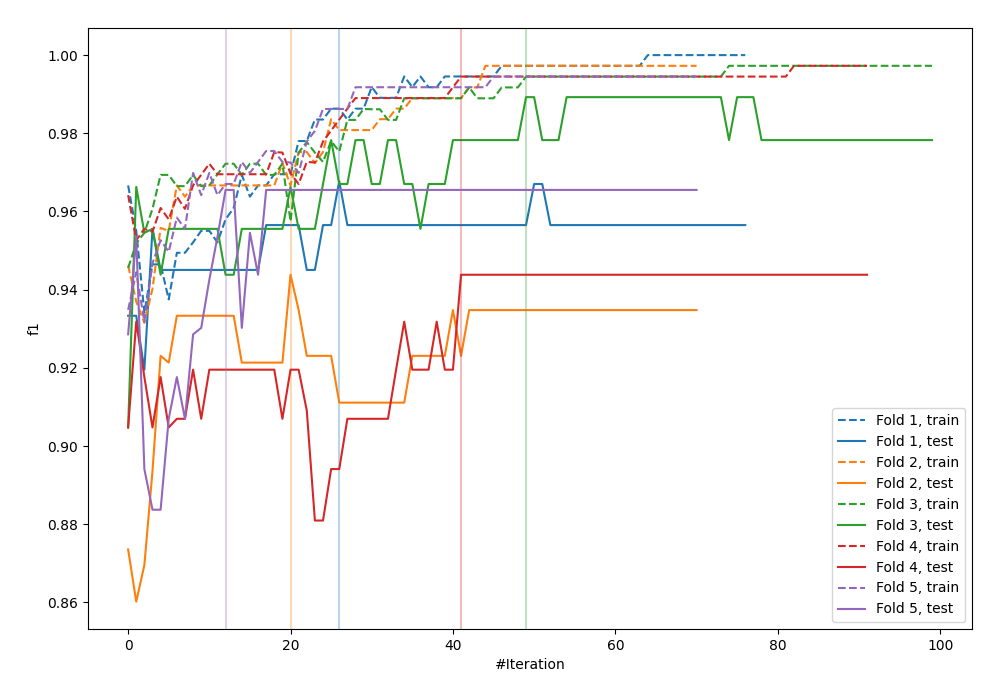 1.00
0.98
0.96
0.94
0.92
0.90
0.88
0.86
f1
0 20 40 60 80 100
#Iteration
Fold 1, train
Fold 1, test
Fold 2, train
Fold 2, test
Fold 3, train
Fold 3, test
Fold 4, train
Fold 4, test
Fold 5, train
Fold 5, test